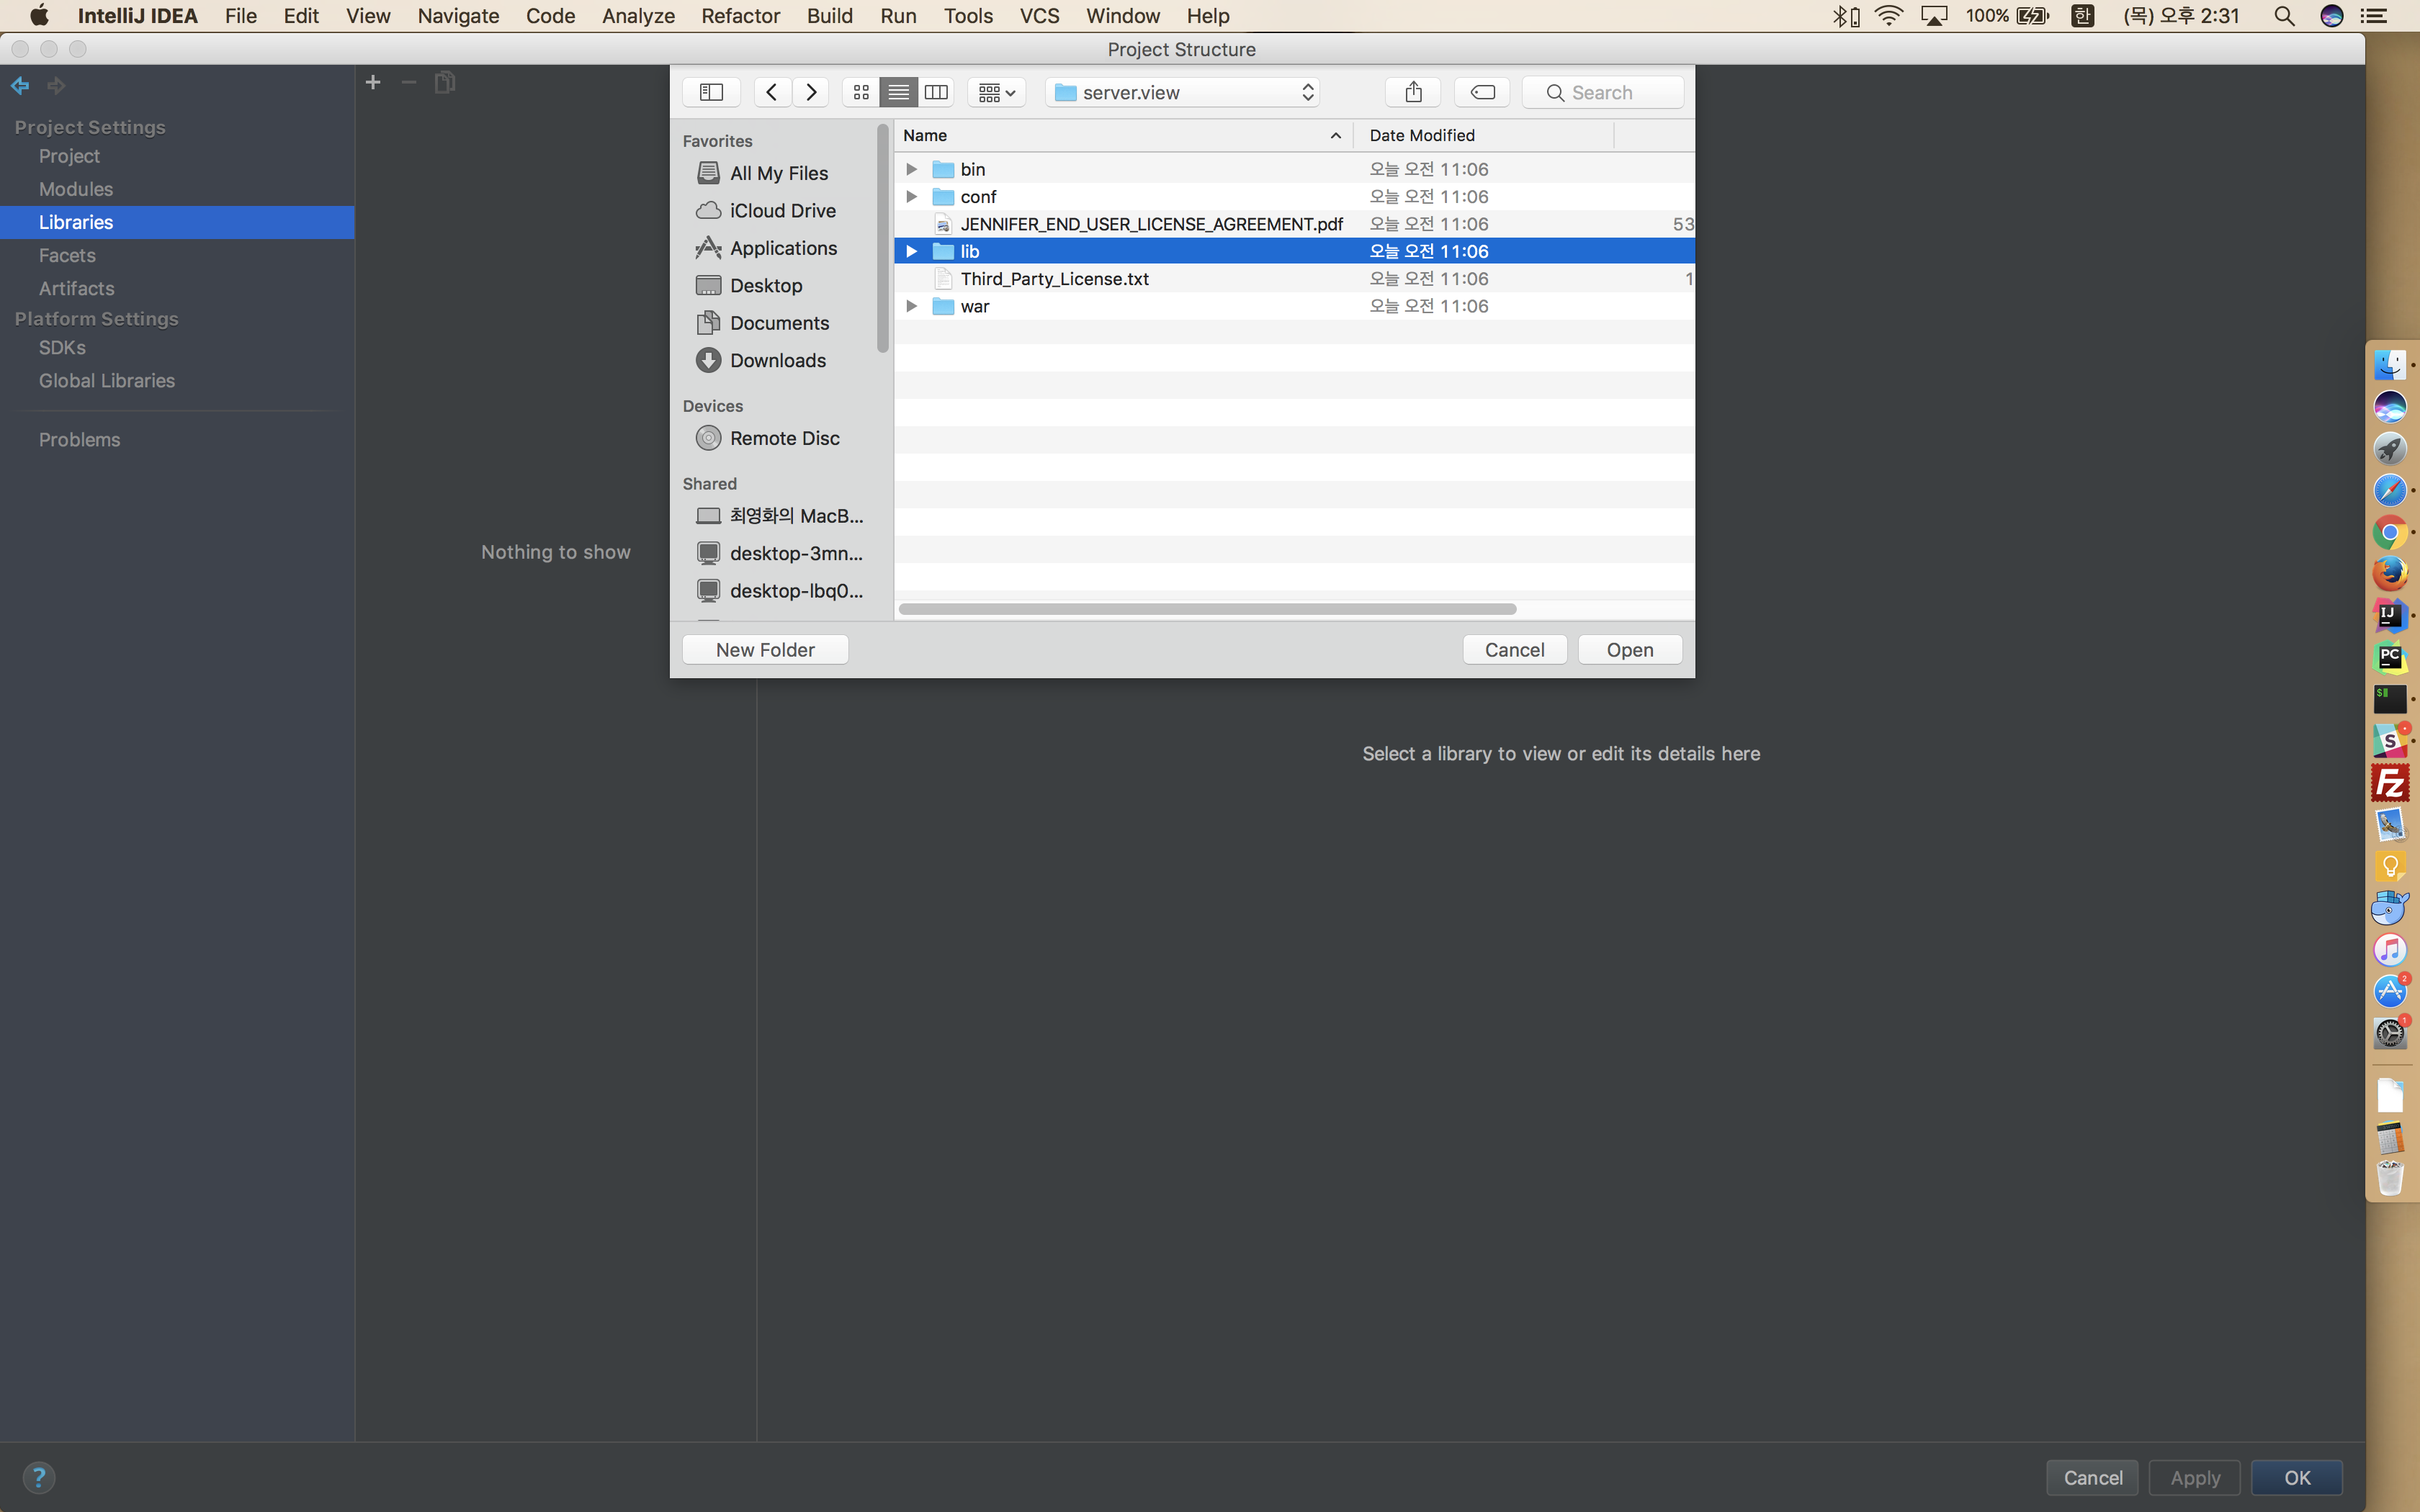 IntelliJ IDEA File Edit View Navigate Code Analyze Refactor Build Run Tools VCS Window Help 100% 한 (목) 오후 2:31
Project Structure
Project Settings
Project
Modules
Libraries
Facets
Artifacts
Platform Settings
SDKs
Global Libraries
Problems
Nothing to show
server.view
Search
Favorites
All My Files
iCloud Drive
Applications
Desktop
Documents
Downloads
Devices
Remote Disc
Shared
최영화의 MacB...
desktop-3mn...
desktop-lbq0...
Name Date Modified
bin 오늘 오전 11:06
conf 오늘 오전 11:06
JENNIFER_END_USER_LICENSE_AGREEMENT.pdf 오늘 오전 11:06 53
lib 오늘 오전 11:06
Third_Party_License.txt 오늘 오전 11:06 1
war 오늘 오전 11:06
New Folder Cancel Open
Select a library to view or edit its details here
IJ
PC
$
S
Fz
2
1
? Cancel Apply OK